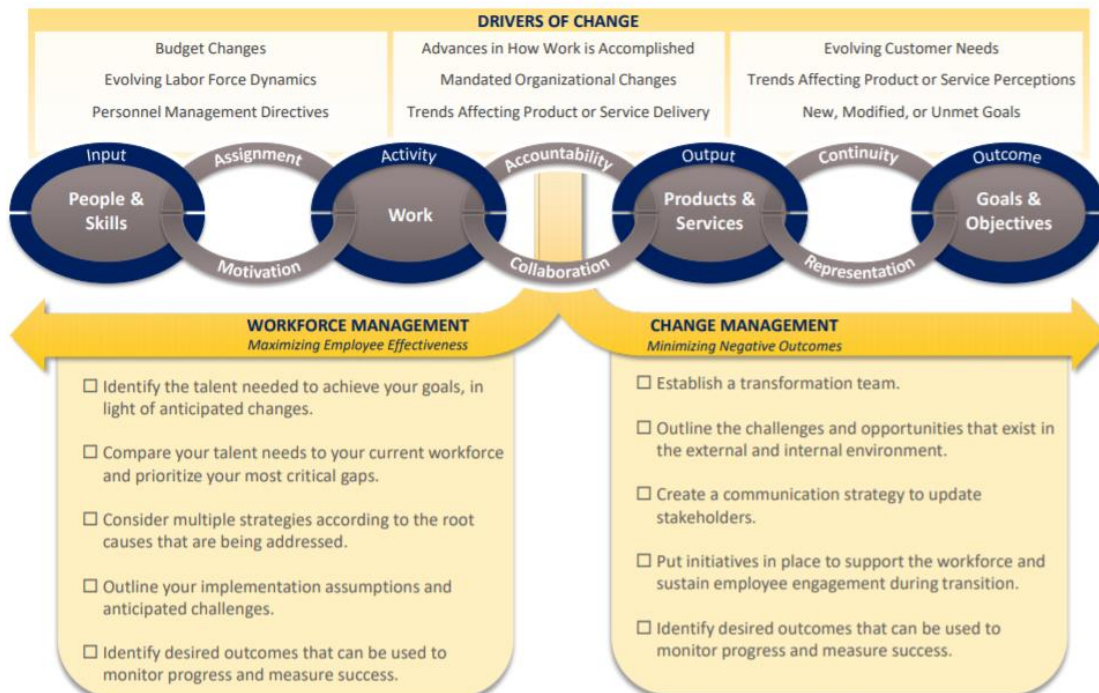 DRIVERS OF CHANGE
Budget Changes
Evolving Labor Force Dynamics
Personnel Management Directives
Advances in How Work is Accomplished
Mandated Organizational Changes
Trends Affecting Product or Service Delivery
Evolving Customer Needs
Trends Affecting Product or Service Perceptions
New, Modified, or Unmet Goals
Input
People &
Skills
Assignment
Motivation
Activity
Work
Accountability
Collaboration
Output
Products &
Services
Continuity
Representation
Outcome
Goals &
Objectives
WORKFORCE MANAGEMENT
Maximizing Employee Effectiveness
☐ Identify the talent needed to achieve your goals, in
light of anticipated changes.
☐ Compare your talent needs to your current workforce
and prioritize your most critical gaps.
☐ Consider multiple strategies according to the root
causes that are being addressed.
☐ Outline your implementation assumptions and
anticipated challenges.
☐ Identify desired outcomes that can be used to
monitor progress and measure success.
CHANGE MANAGEMENT
Minimizing Negative Outcomes
☐ Establish a transformation team.
☐ Outline the challenges and opportunities that exist in
the external and internal environment.
☐ Create a communication strategy to update
stakeholders.
☐ Put initiatives in place to support the workforce and
sustain employee engagement during transition.
☐ Identify desired outcomes that can be used to
monitor progress and measure success.